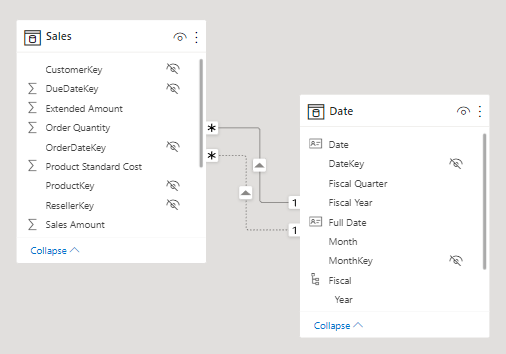 Sales
CustomerKey
Σ DueDateKey
Σ Extended Amount
Σ Order Quantity
OrderDateKey
Σ Product Standard Cost
ProductKey
ResellerKey
Σ Sales Amount
Collapse
*
*
1
1
Date
Date
DateKey
Fiscal Quarter
Fiscal Year
Full Date
Month
MonthKey
Fiscal
Year
Collapse